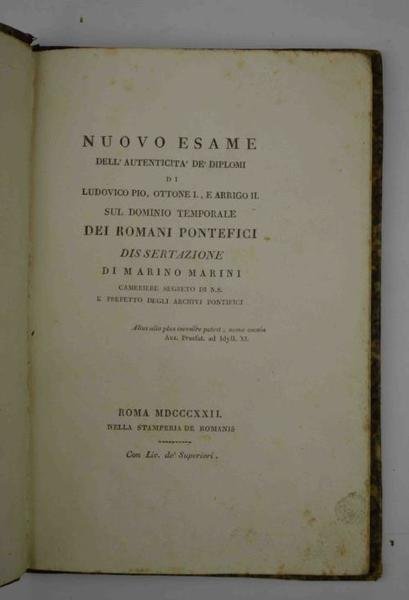 NUOVO ESAME
DELL' AUTENTICITA' DE' DIPLOMI
DI
LUDOVICO PIO, OTTONE I., E ARRIGO II.
SUL DOMINIO TEMPORALE
DEI ROMANI PONTEFICI
DISSERTAZIONE
DI MARINO MARINI
CAMERIERE SEGRETO DI N.S.
E PREFETTO DEGLI ARCHIVI PONTIFICI
Alius alio plus invenire potest; nemo omnia
Aus. Praefat. ad Idyll. XI.
ROMA MDCCCXXII.
NELLA STAMPERIA DE ROMANIS
Con Lic. de' Superiori.